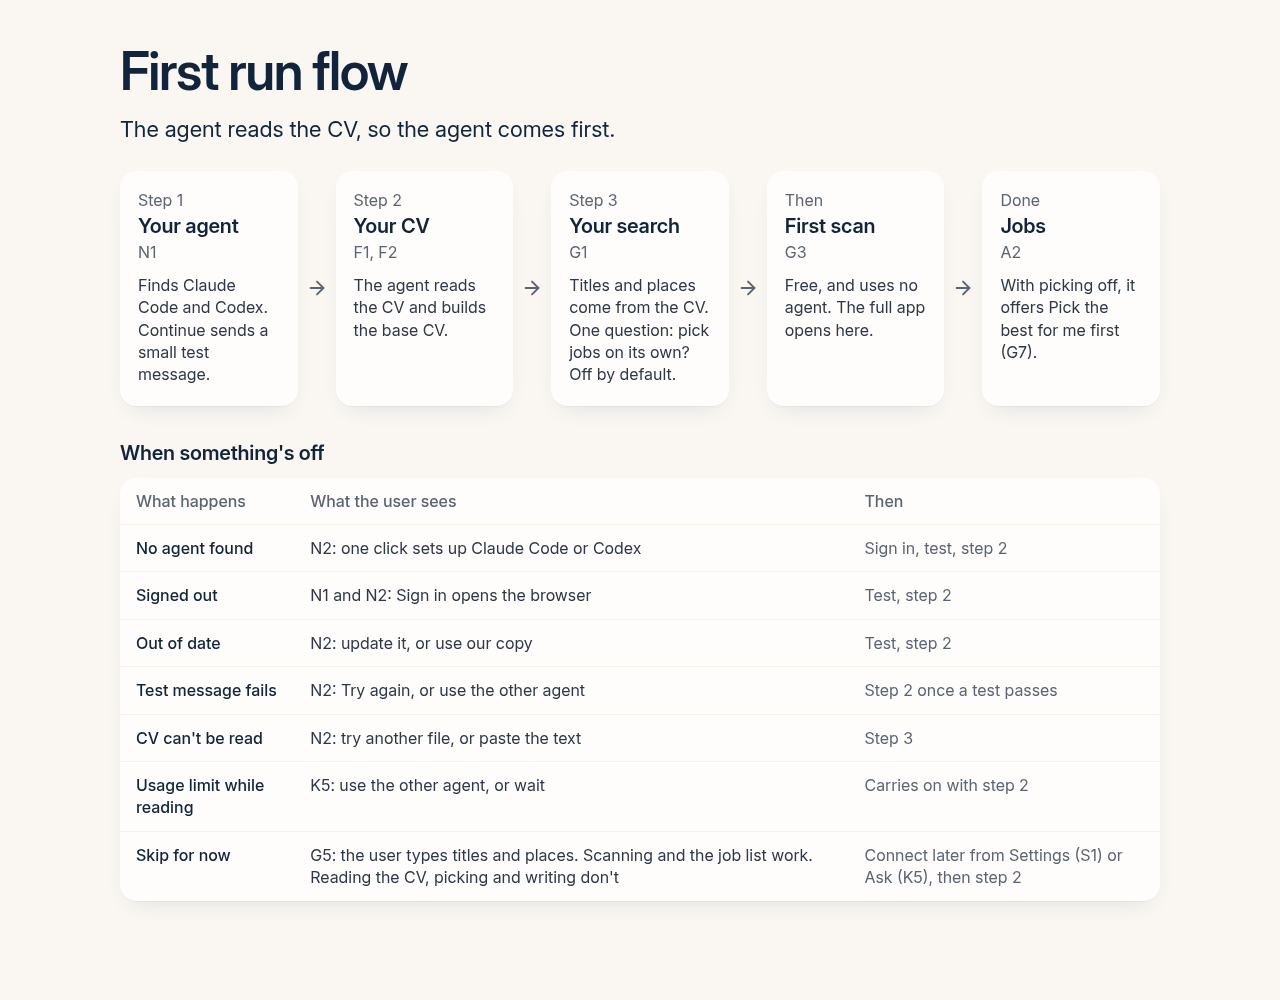 First run flow
The agent reads the CV, so the agent comes first.
Step 1
Your agent
N1
Finds Claude
Code and Codex.
Continue sends a
small test
message.
Step 2
Your CV
F1, F2
The agent reads
the CV and builds
the base CV.
Step 3
Your search
G1
Titles and places
come from the CV.
One question: pick
jobs on its own?
Off by default.
Then
First scan
G3
Free, and uses no
agent. The full app
opens here.
Done
Jobs
A2
With picking off, it
offers Pick the
best for me first
(G7).
When something's off
What happens What the user sees Then
No agent found N2: one click sets up Claude Code or Codex Sign in, test, step 2
Signed out N1 and N2: Sign in opens the browser Test, step 2
Out of date N2: update it, or use our copy Test, step 2
Test message fails N2: Try again, or use the other agent Step 2 once a test passes
CV can't be read N2: try another file, or paste the text Step 3
Usage limit while
reading
K5: use the other agent, or wait Carries on with step 2
Skip for now
G5: the user types titles and places. Scanning and the job list work.
Reading the CV, picking and writing don't
Connect later from Settings (S1) or
Ask (K5), then step 2